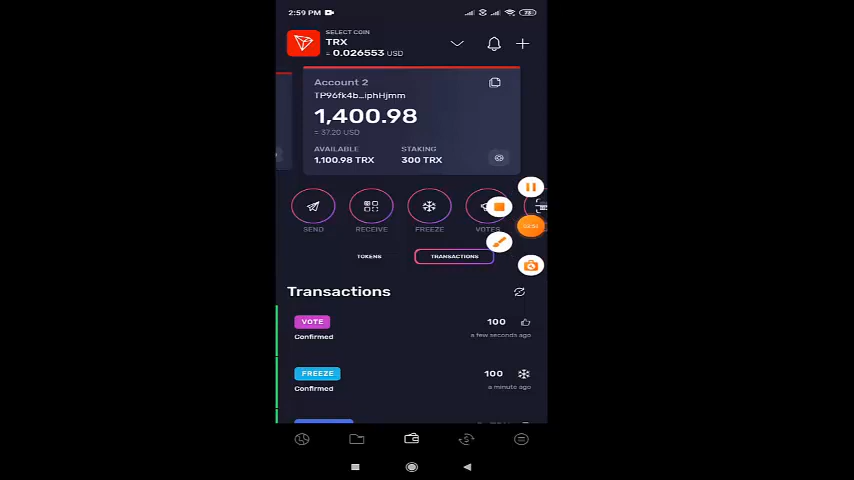 2:59 PM
SELECT COIN
TRX
≈ 0.026553 USD
Account 2
TP96fk4b_iphHjmm
1,400.98
≈ 37.20 USD
AVAILABLE STAKING
1,100.98 TRX 300 TRX
SEND RECEIVE FREEZE VOTES
TOKENS TRANSACTIONS
Transactions
VOTE 100
Confirmed a few seconds ago
FREEZE 100
Confirmed a minute ago